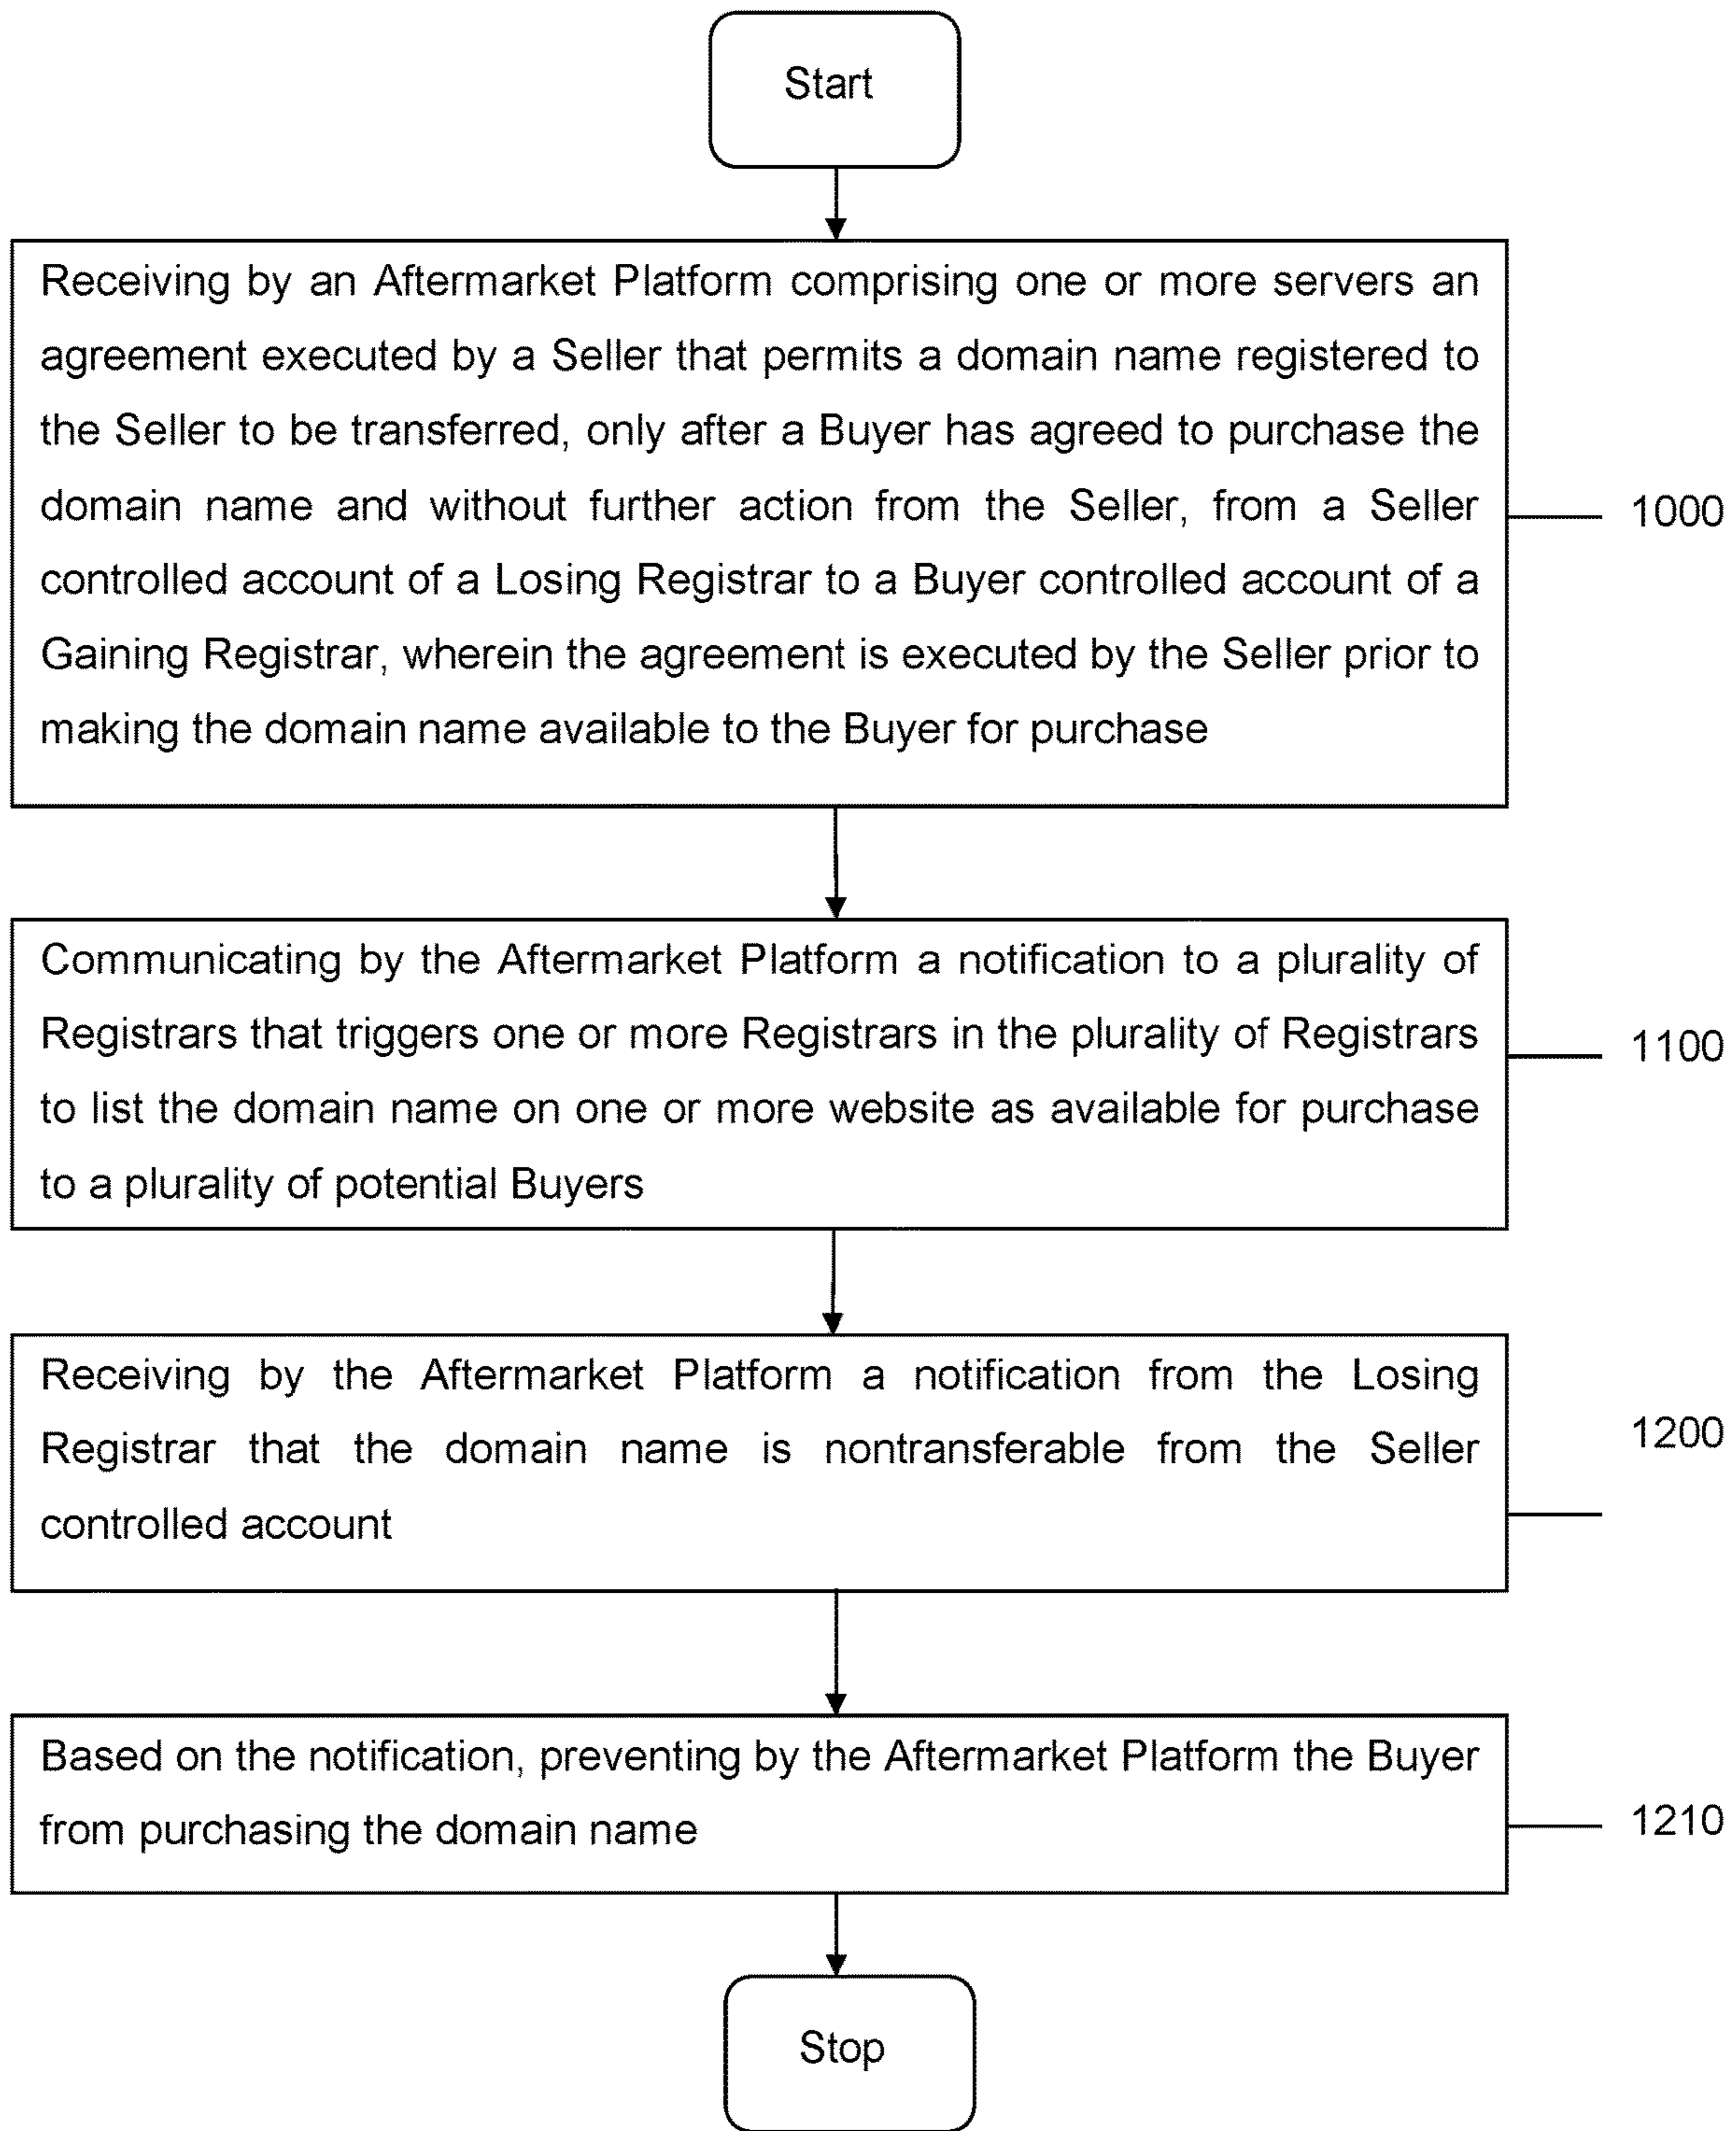 Start
Receiving by an Aftermarket Platform comprising one or more servers an
agreement executed by a Seller that permits a domain name registered to
the Seller to be transferred, only after a Buyer has agreed to purchase the
domain name and without further action from the Seller, from a Seller
controlled account of a Losing Registrar to a Buyer controlled account of a
Gaining Registrar, wherein the agreement is executed by the Seller prior to
making the domain name available to the Buyer for purchase
1000
Communicating by the Aftermarket Platform a notification to a plurality of
Registrars that triggers one or more Registrars in the plurality of Registrars
to list the domain name on one or more website as available for purchase
to a plurality of potential Buyers
1100
Receiving by the Aftermarket Platform a notification from the Losing
Registrar that the domain name is nontransferable from the Seller
controlled account
1200
Based on the notification, preventing by the Aftermarket Platform the Buyer
from purchasing the domain name
1210
Stop